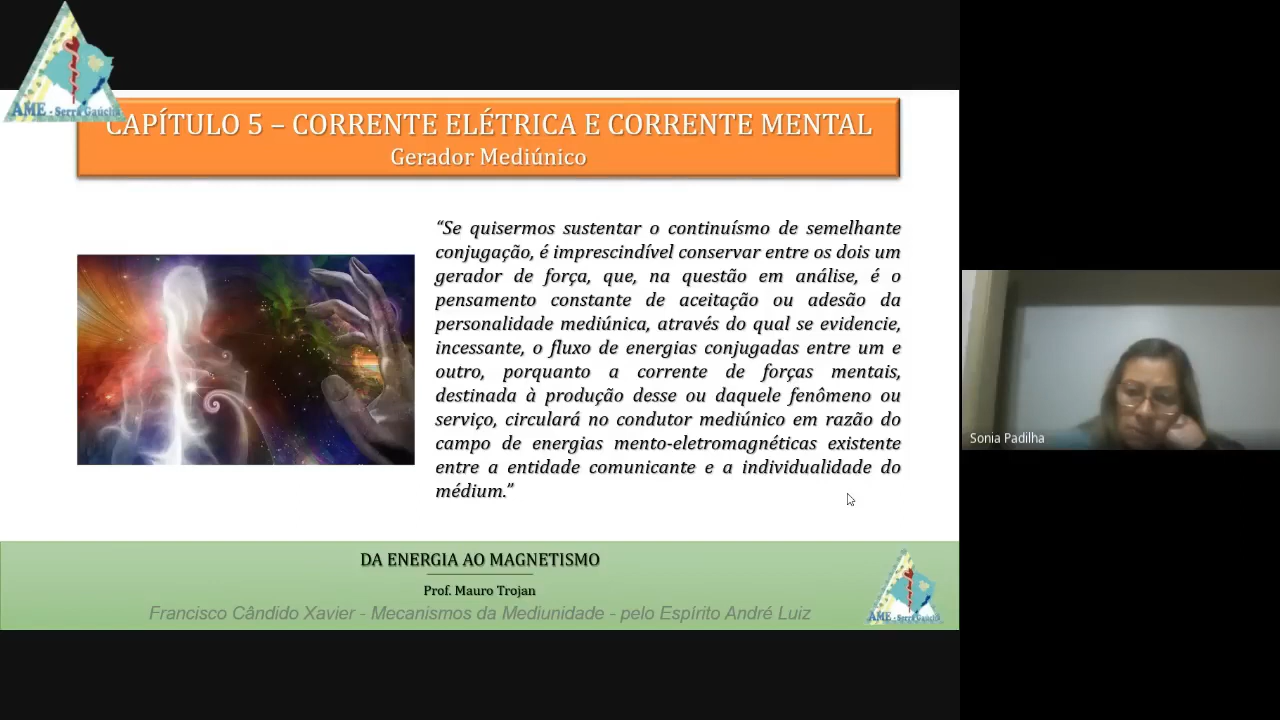 AME - Serra Gaúcha
CAPÍTULO 5 – CORRENTE ELÉTRICA E CORRENTE MENTAL
Gerador Mediúnico
“Se quisermos sustentar o continuísmo de semelhante
conjugação, é imprescindível conservar entre os dois um
gerador de força, que, na questão em análise, é o
pensamento constante de aceitação ou adesão da
personalidade mediúnica, através do qual se evidencie,
incessante, o fluxo de energias conjugadas entre um e
outro, porquanto a corrente de forças mentais,
destinada à produção desse ou daquele fenômeno ou
serviço, circulará no condutor mediúnico em razão do
campo de energias mento-eletromagnéticas existente
entre a entidade comunicante e a individualidade do
médium.”
Sonia Padilha
DA ENERGIA AO MAGNETISMO
Prof. Mauro Trojan
Francisco Cândido Xavier - Mecanismos da Mediunidade - pelo Espírito André Luiz
AME - Serra Gaúcha